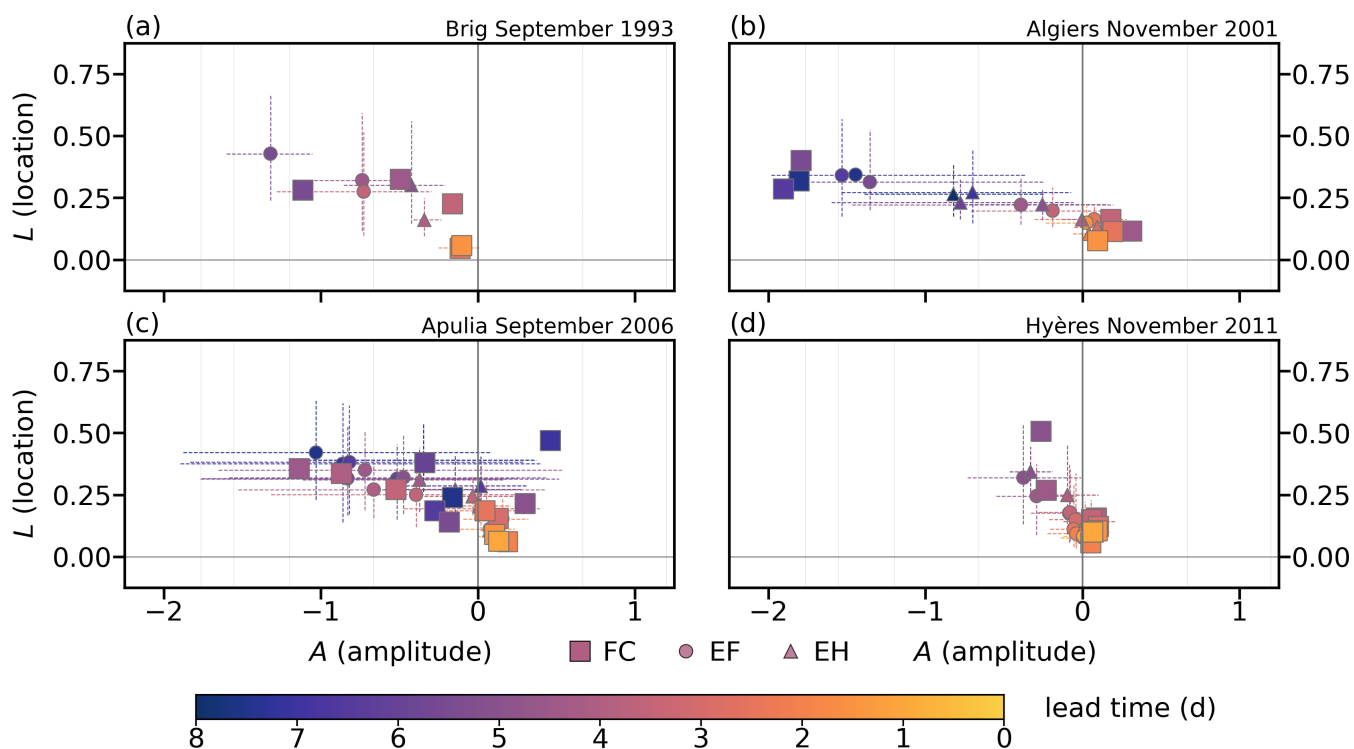 (a) Brig September 1993
(b) Algiers November 2001
0.75
0.50
0.25
0.00
L (location)
0.75
0.50
0.25
0.00
(c) Apulia September 2006
(d) Hyères November 2011
0.75
0.50
0.25
0.00
L (location)
0.75
0.50
0.25
0.00
−2 −1 0 1
−2 −1 0 1
A (amplitude) FC EF EH A (amplitude)
lead time (d)
8 7 6 5 4 3 2 1 0